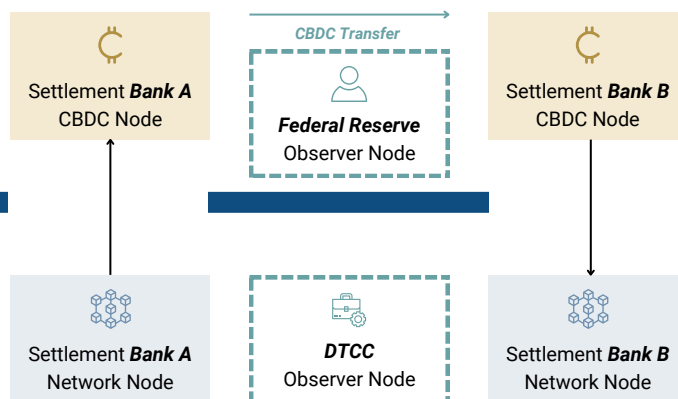 CBDC Transfer
Settlement Bank A
CBDC Node
Federal Reserve
Observer Node
Settlement Bank B
CBDC Node
Settlement Bank A
Network Node
DTCC
Observer Node
Settlement Bank B
Network Node